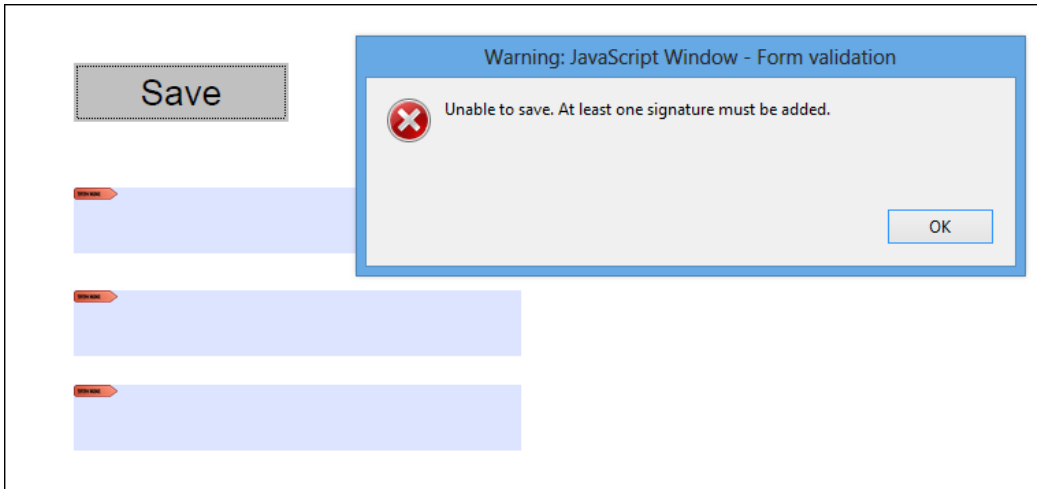 Save
Warning: JavaScript Window - Form validation
Unable to save. At least one signature must be added.
OK